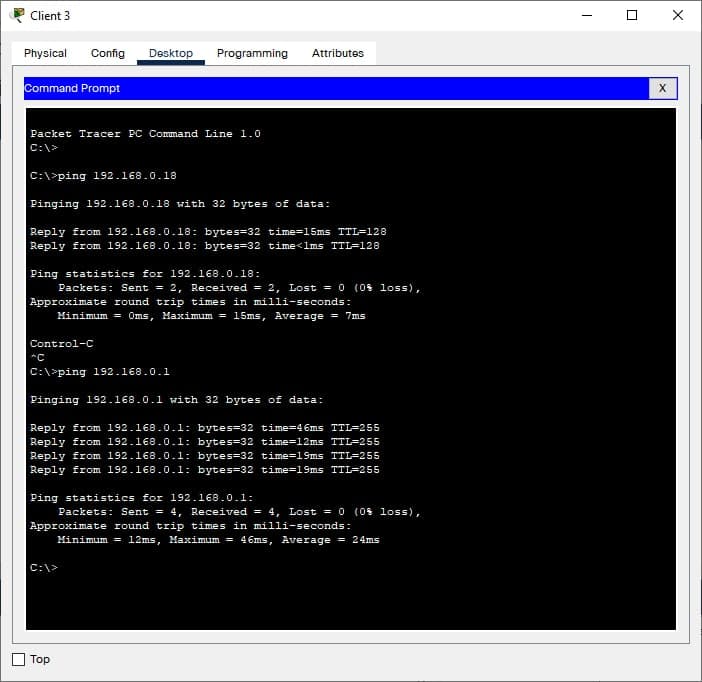 Client 3
Physical Config Desktop Programming Attributes
Command Prompt X
Packet Tracer PC Command Line 1.0
C:\>
C:\>ping 192.168.0.18
Pinging 192.168.0.18 with 32 bytes of data:
Reply from 192.168.0.18: bytes=32 time=15ms TTL=128
Reply from 192.168.0.18: bytes=32 time<1ms TTL=128
Ping statistics for 192.168.0.18:
Packets: Sent = 2, Received = 2, Lost = 0 (0% loss),
Approximate round trip times in milli-seconds:
Minimum = 0ms, Maximum = 15ms, Average = 7ms
Control-C
^C
C:\>ping 192.168.0.1
Pinging 192.168.0.1 with 32 bytes of data:
Reply from 192.168.0.1: bytes=32 time=46ms TTL=255
Reply from 192.168.0.1: bytes=32 time=12ms TTL=255
Reply from 192.168.0.1: bytes=32 time=19ms TTL=255
Reply from 192.168.0.1: bytes=32 time=19ms TTL=255
Ping statistics for 192.168.0.1:
Packets: Sent = 4, Received = 4, Lost = 0 (0% loss),
Approximate round trip times in milli-seconds:
Minimum = 12ms, Maximum = 46ms, Average = 24ms
C:\>
Top